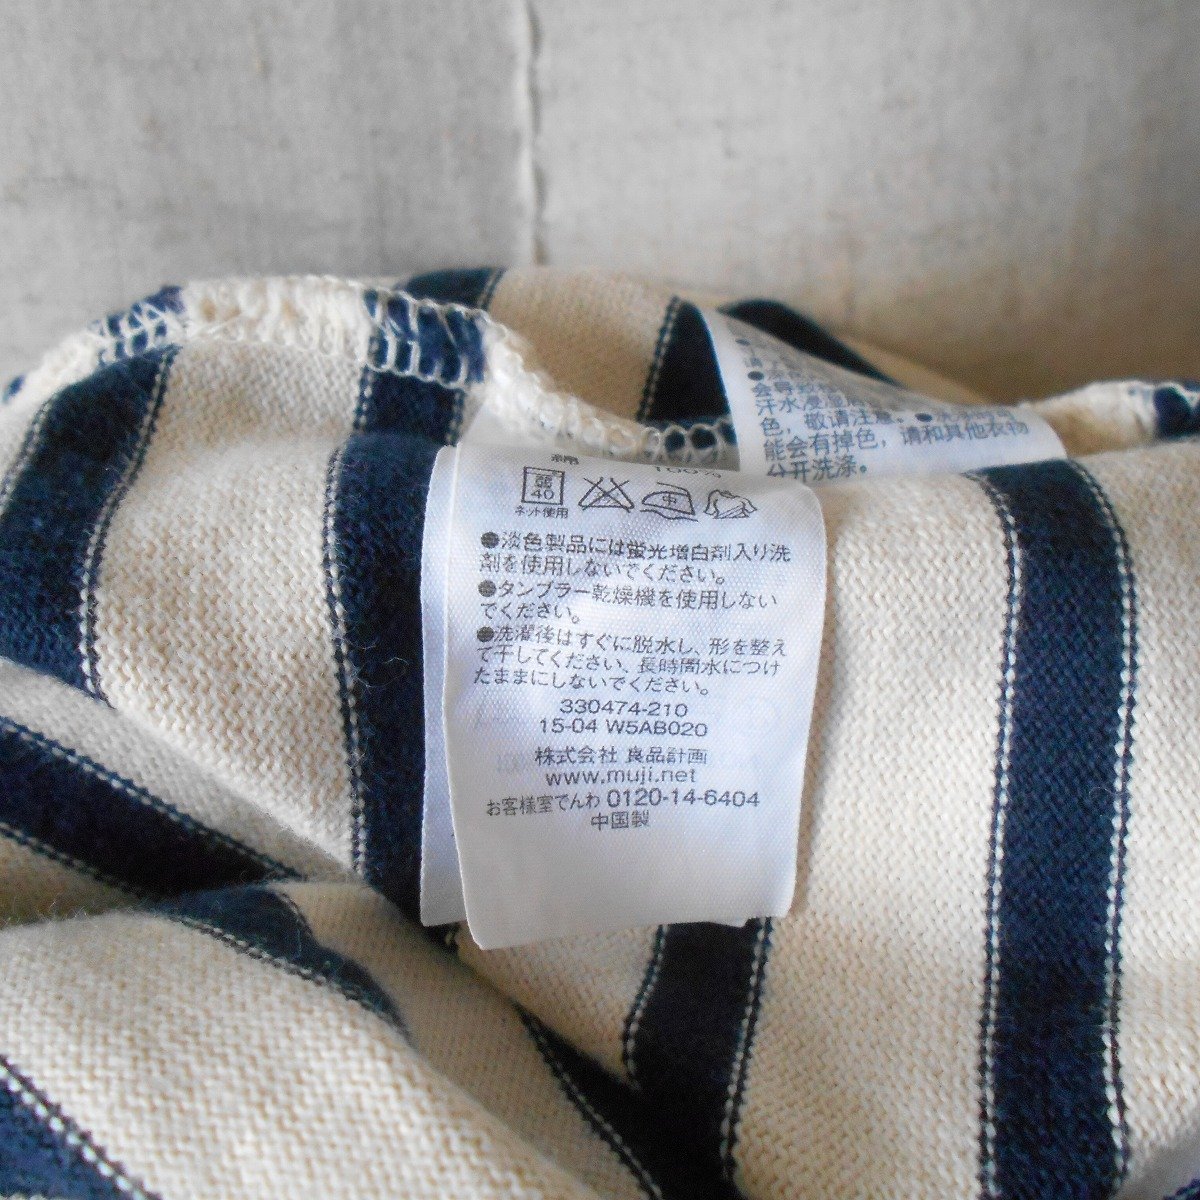 会导致
汗水浸湿
色，敬请注意。●
能会有掉色，请和其他衣物
分开洗涤。
綿 100%
弱
40
中
ネット使用
●淡色製品には蛍光増白剤入り洗
剤を使用しないでください。
●タンブラー乾燥機を使用しない
でください。
●洗濯後はすぐに脱水し、形を整え
て干してください、長時間水につけ
たままにしないでください。
330474-210
15-04 W5AB020
株式会社 良品計画
www.muji.net
お客様室でんわ 0120-14-6404
中国製